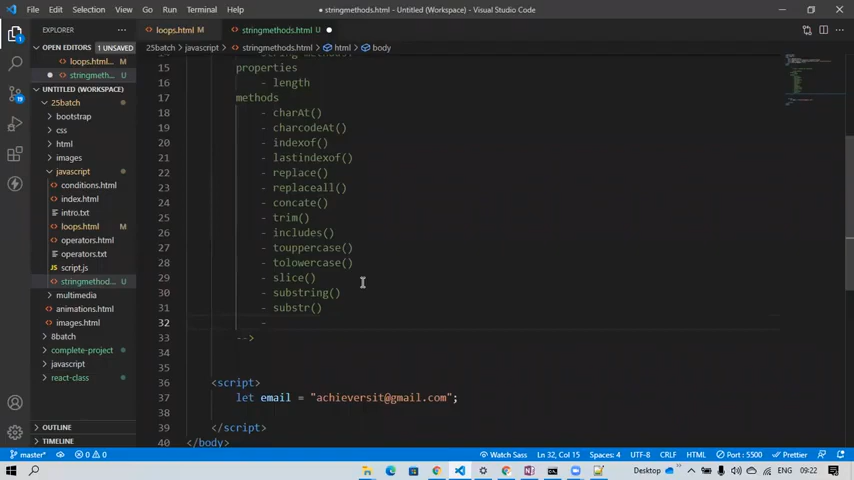 File Edit Selection View Go Run Terminal ...
stringmethods.html - Untitled (Workspace) - Visual Studio Code
EXPLORER
OPEN EDITORS 1 UNSAVED
loops.html...
stringmeth... U
UNTITLED (WORKSPACE)
25batch
bootstrap
css
html
images
javascript
conditions.html
index.html
intro.txt
loops.html M
operators.html
operators.txt
script.js
stringmethod... U
multimedia
animations.html
images.html
8batch
complete-project
javascript
react-class
OUTLINE
TIMELINE
loops.html M
stringmethods.html U
25batch > javascript > stringmethods.html > html > body
15 properties
16 - length
17 methods
18 - charAt()
19 - charcodeAt()
20 - indexof()
21 - lastindexof()
22 - replace()
23 - replaceall()
24 - concate()
25 - trim()
26 - includes()
27 - touppercase()
28 - tolowercase()
29 - slice()
30 - substring()
31 - substr()
32 -
33 -->
34
35
36 <script>
37 let email = "achieversit@gmail.com";
38
39 </script>
40 </body>
master* 0 0
Watch Sass Ln 32, Col 15 Spaces: 4 UTF-8 CRLF HTML Port : 5500 Prettier
1
19
Desktop ENG 09:22